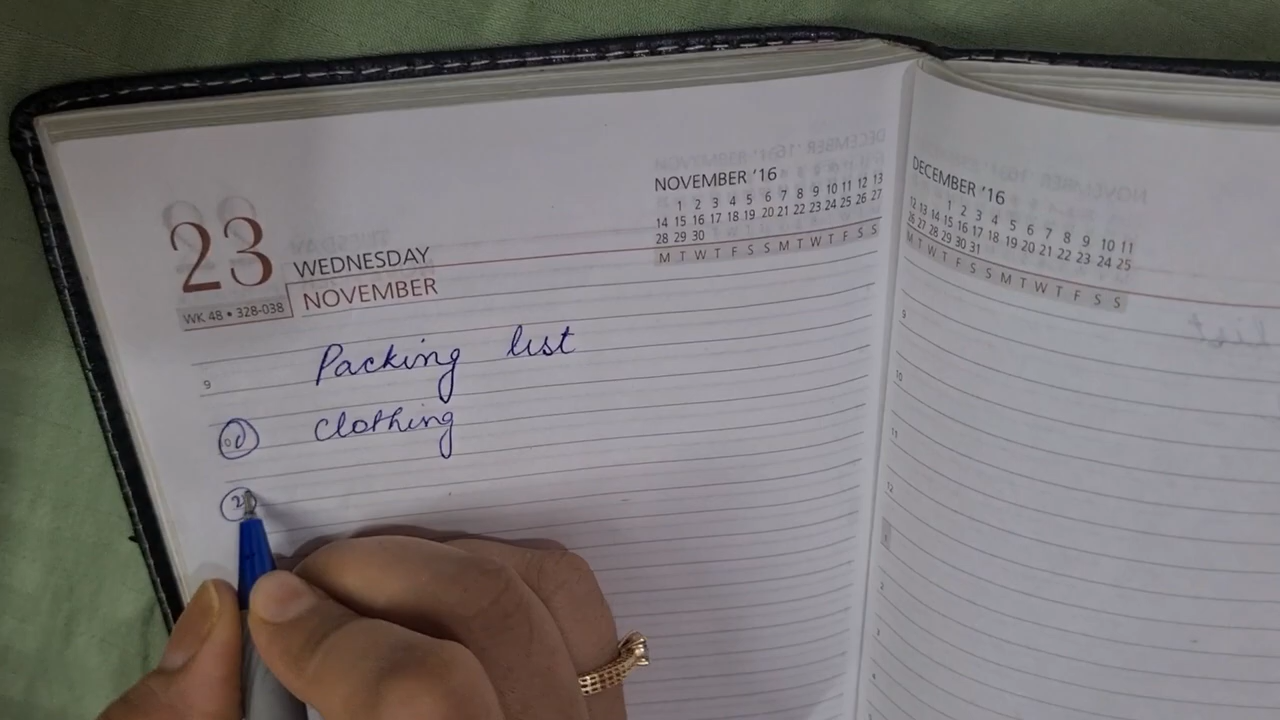 NOVEMBER '16
1 2 3 4 5 6 7 8 9 10 11 12 13
14 15 16 17 18 19 20 21 22 23 24 25 26 27
28 29 30
M T W T F S S M T W T F S S
23 WEDNESDAY
NOVEMBER
WK 48 • 328-038
Packing list
9
clothing
2
DECEMBER '16
1 2 3 4 5 6 7 8 9 10 11
12 13 14 15 16 17 18 19 20 21 22 23 24 25
26 27 28 29 30 31
M T W T F S S M T W T F S S
9
10
11
12
1
2
3
4